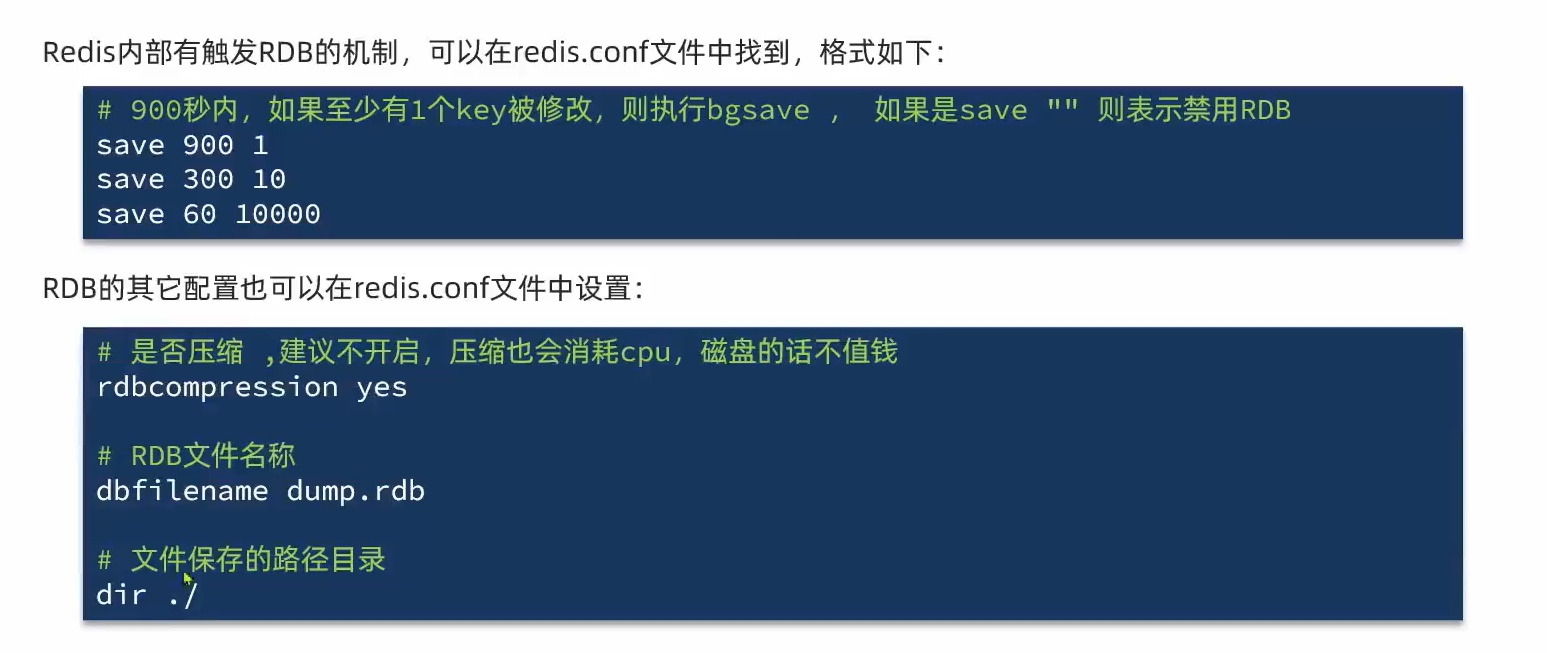 Redis内部有触发RDB的机制，可以在redis.conf文件中找到，格式如下：
# 900秒内，如果至少有1个key被修改，则执行bgsave ， 如果是save "" 则表示禁用RDB
save 900 1
save 300 10
save 60 10000
RDB的其它配置也可以在redis.conf文件中设置：
# 是否压缩 ,建议不开启，压缩也会消耗cpu，磁盘的话不值钱
rdbcompression yes
# RDB文件名称
dbfilename dump.rdb
# 文件保存的路径目录
dir ./